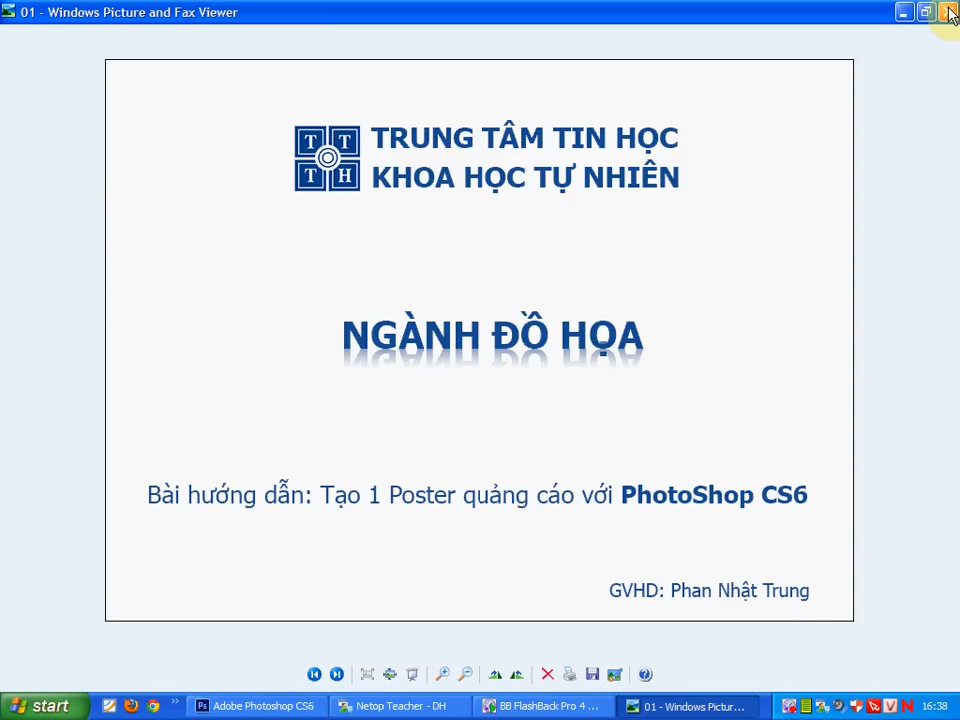 01 - Windows Picture and Fax Viewer
T T
T H
TRUNG TÂM TIN HỌC
KHOA HỌC TỰ NHIÊN
NGÀNH ĐỒ HỌA
Bài hướng dẫn: Tạo 1 Poster quảng cáo với PhotoShop CS6
GVHD: Phan Nhật Trung
start
Adobe Photoshop CS6
Netop Teacher - DH
BB FlashBack Pro 4 ...
01 - Windows Pictur...
16:38